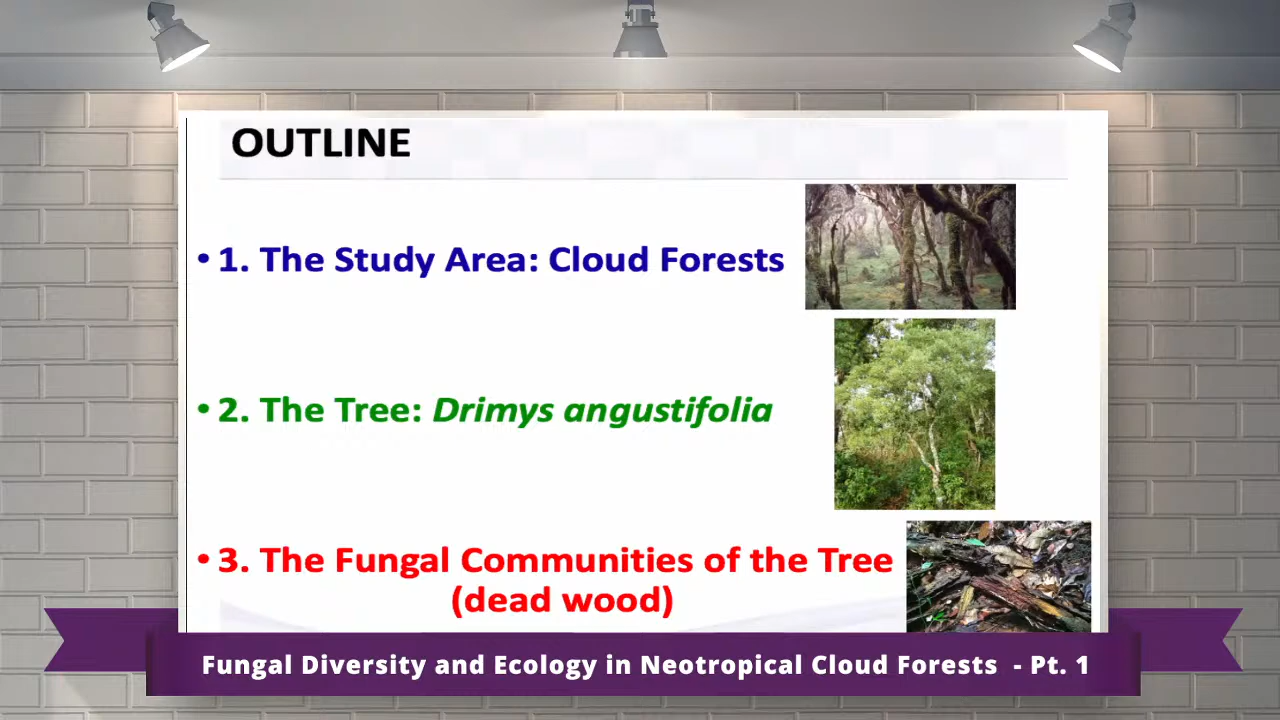 OUTLINE
• 1. The Study Area: Cloud Forests
• 2. The Tree: Drimys angustifolia
• 3. The Fungal Communities of the Tree
(dead wood)
Fungal Diversity and Ecology in Neotropical Cloud Forests - Pt. 1